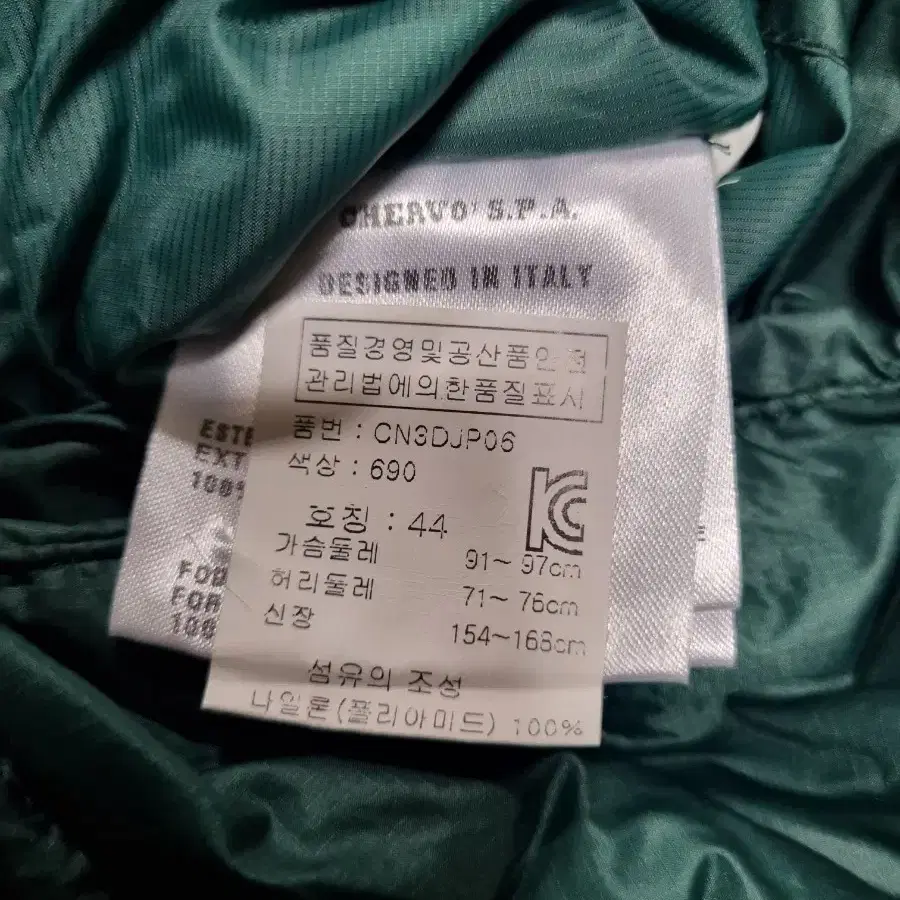 CHERVO' S.P.A.
DESIGNED IN ITALY
품질경영및공산품안전
관리법에의한품질표시
품번 : CN3DJP06
색상 : 690
호칭 : 44
가슴둘레 91~ 97cm
허리둘레 71~ 76cm
신장 154~168cm
섬유의 조성
나일론(폴리아미드) 100%